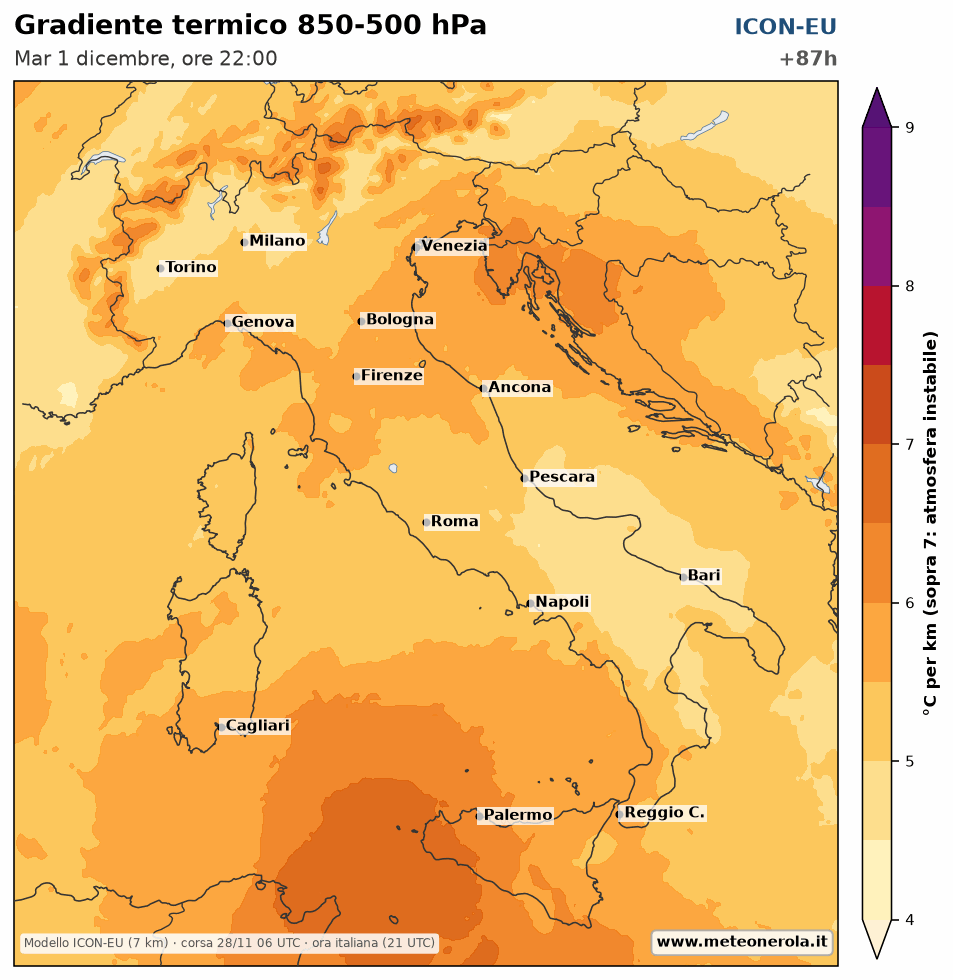 Gradiente termico 850-500 hPa
ICON-EU
Mar 1 dicembre, ore 22:00
+87h
9
8
7
6
5
4
°C per km (sopra 7: atmosfera instabile)
Milano
Venezia
Torino
Genova
Bologna
Firenze
Ancona
Pescara
Roma
Bari
Napoli
Cagliari
Palermo
Reggio C.
Modello ICON-EU (7 km) · corsa 28/11 06 UTC · ora italiana (21 UTC)
www.meteonerola.it